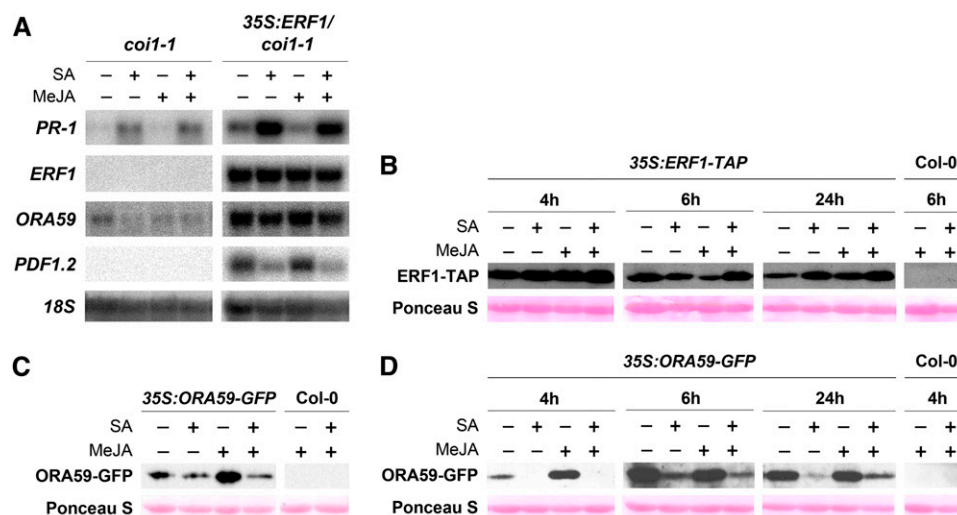 A
coi1-1
35S:ERF1/
coi1-1
SA – + – + – + – +
MeJA – – + + – – + +
PR-1
ERF1
ORA59
PDF1.2
18S
B
35S:ERF1-TAP Col-0
4h 6h 24h 6h
SA – + – + – + – + – + – + – +
MeJA – – + + – – + + – – + + + +
ERF1-TAP
Ponceau S
C
35S:ORA59-GFP Col-0
SA – + – + – +
MeJA – – + + + +
ORA59-GFP
Ponceau S
D
35S:ORA59-GFP Col-0
4h 6h 24h 4h
SA – + – + – + – + – + – + – +
MeJA – – + + – – + + – – + + + +
ORA59-GFP
Ponceau S